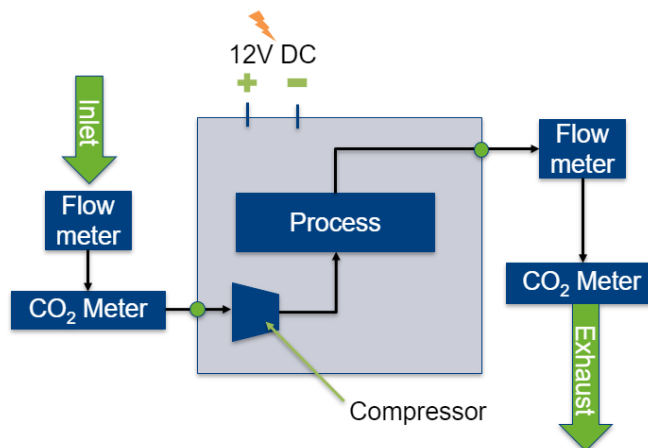 12V DC
+ −
Inlet
Flow
meter
CO₂ Meter
Process
Compressor
Flow
meter
CO₂ Meter
Exhaust